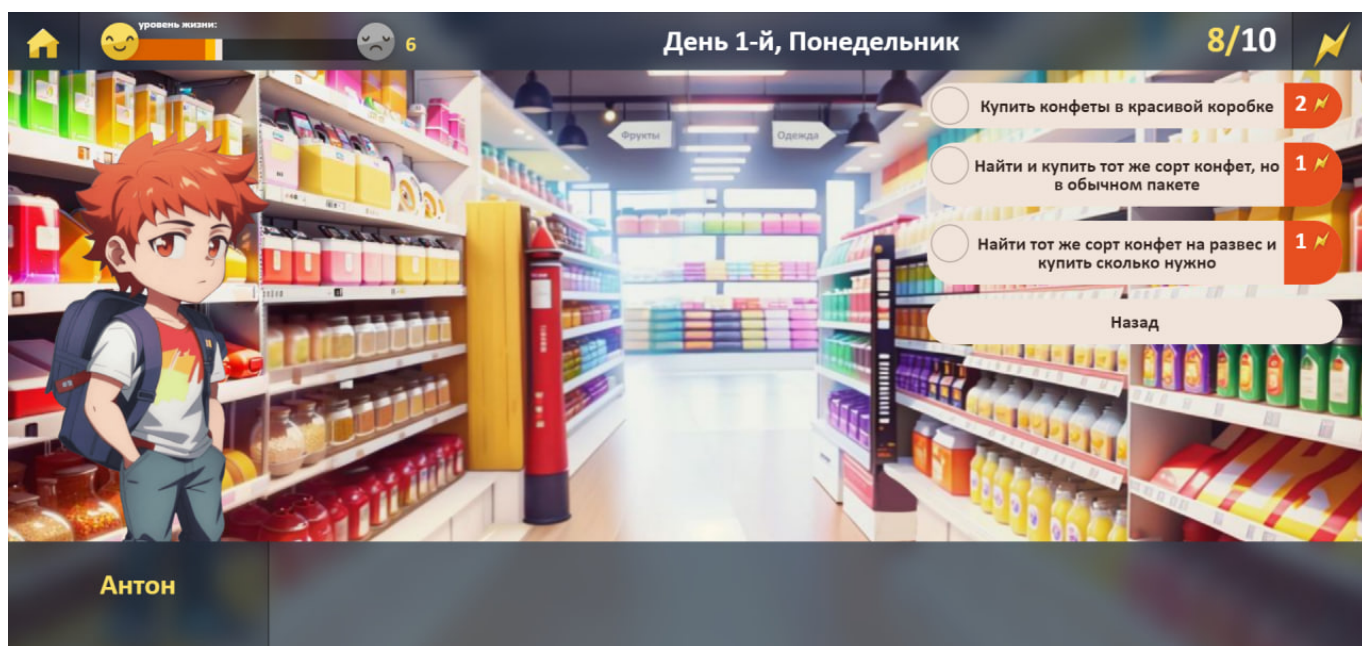 уровень жизни:
6
День 1-й, Понедельник
8/10
Фрукты
Одежда
Купить конфеты в красивой коробке
2
Найти и купить тот же сорт конфет, но
в обычном пакете
1
Найти тот же сорт конфет на развес и
купить сколько нужно
1
Назад
Антон